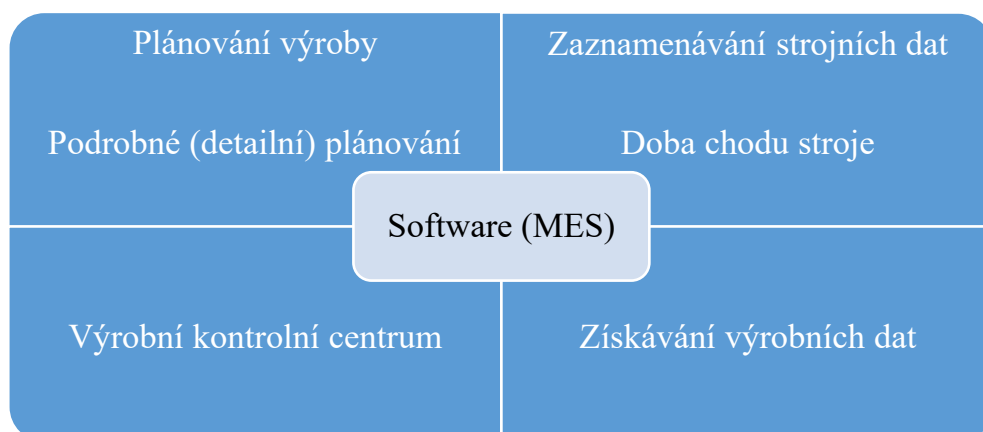 Plánování výroby
Podrobné (detailní) plánování
Zaznamenávání strojních dat
Doba chodu stroje
Software (MES)
Výrobní kontrolní centrum
Získávání výrobních dat